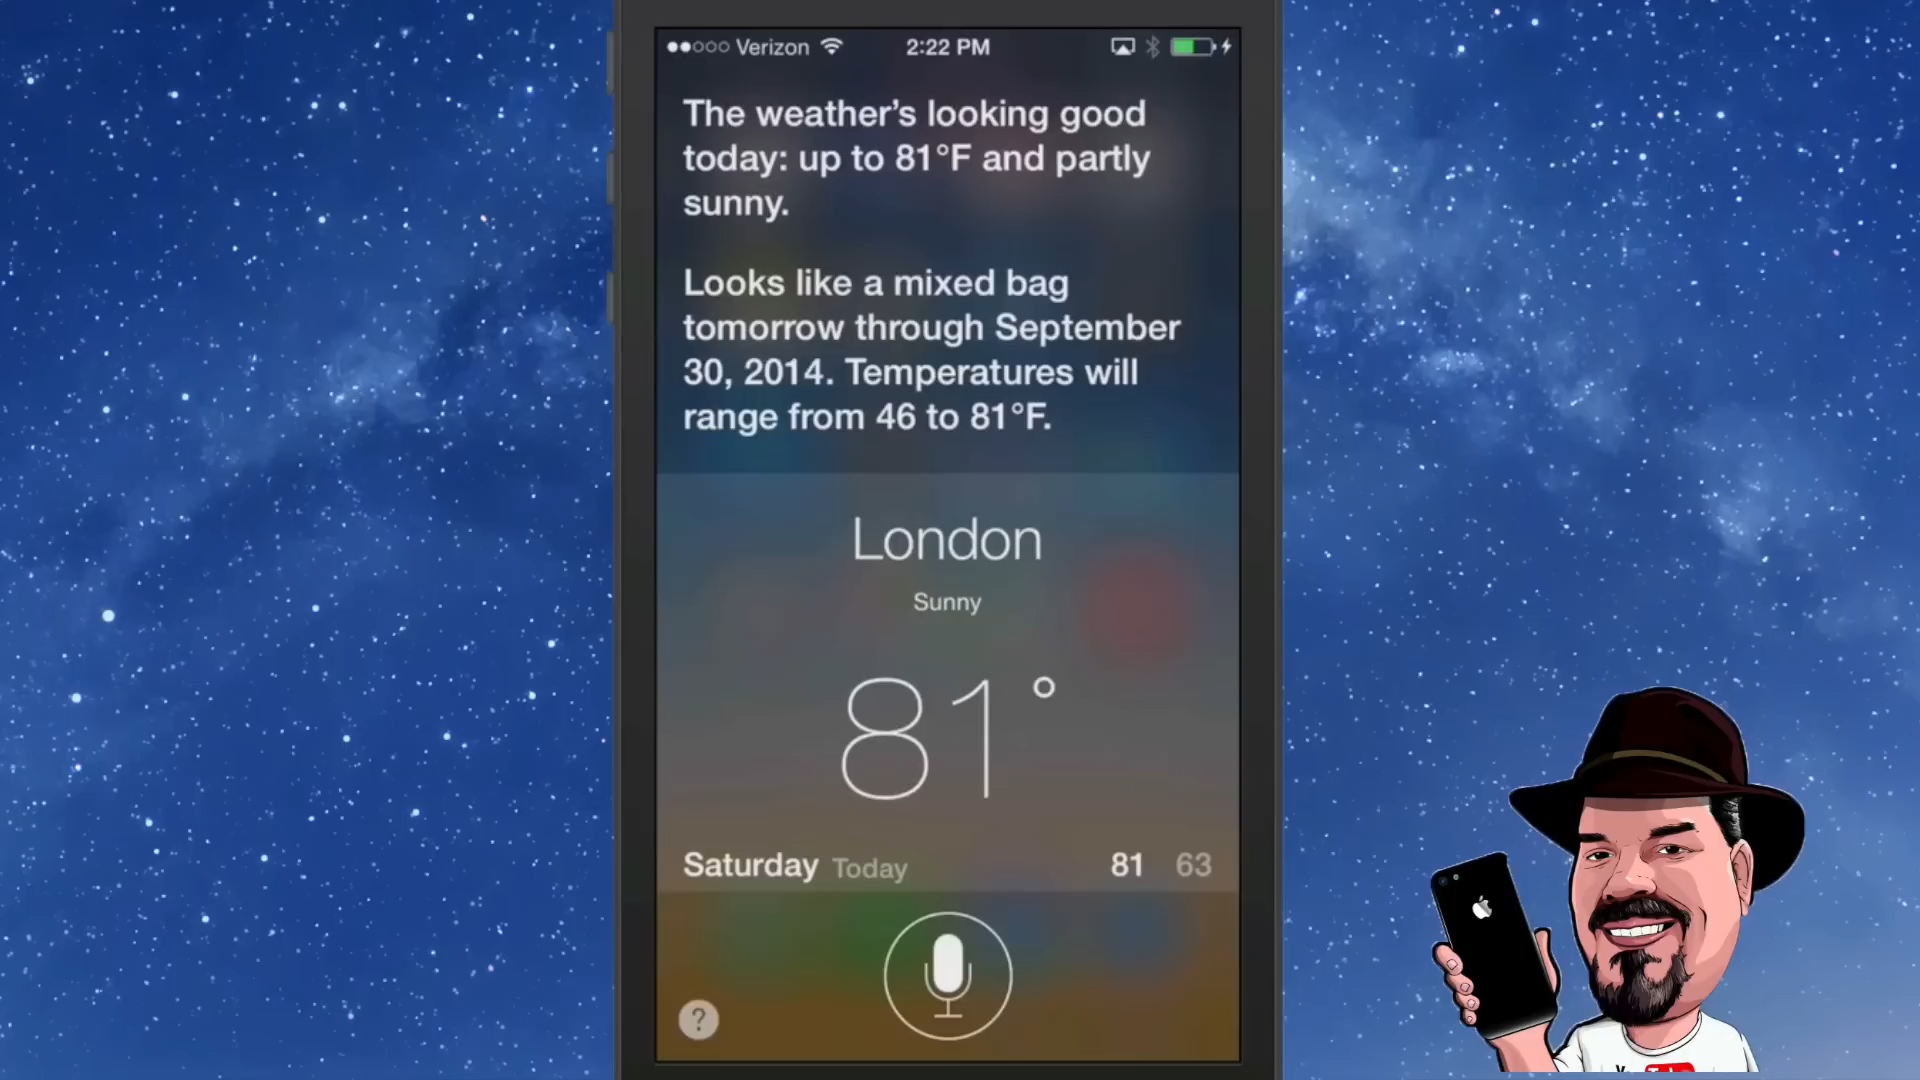 Verizon 2:22 PM
The weather's looking good
today: up to 81°F and partly
sunny.
Looks like a mixed bag
tomorrow through September
30, 2014. Temperatures will
range from 46 to 81°F.
London
Sunny
81°
Saturday Today 81 63
?